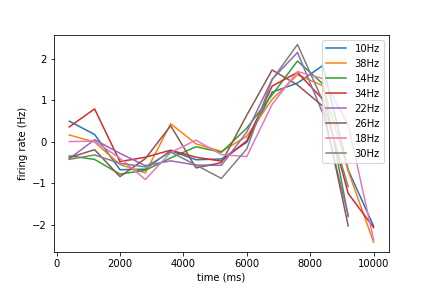 2
1
0
−1
−2
firing rate (Hz)
0
2000
4000
6000
8000
10000
time (ms)
10Hz
38Hz
14Hz
34Hz
22Hz
26Hz
18Hz
30Hz